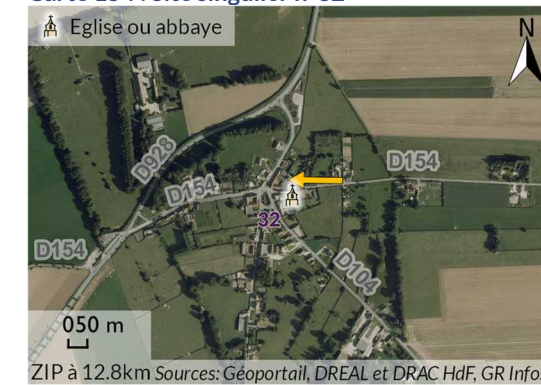 Eglise ou abbaye
N
D928
D154
D154
32
D154
D104
050 m
ZIP à 12.8km Sources: Géoportail, DREAL et DRAC HdF, GR Info